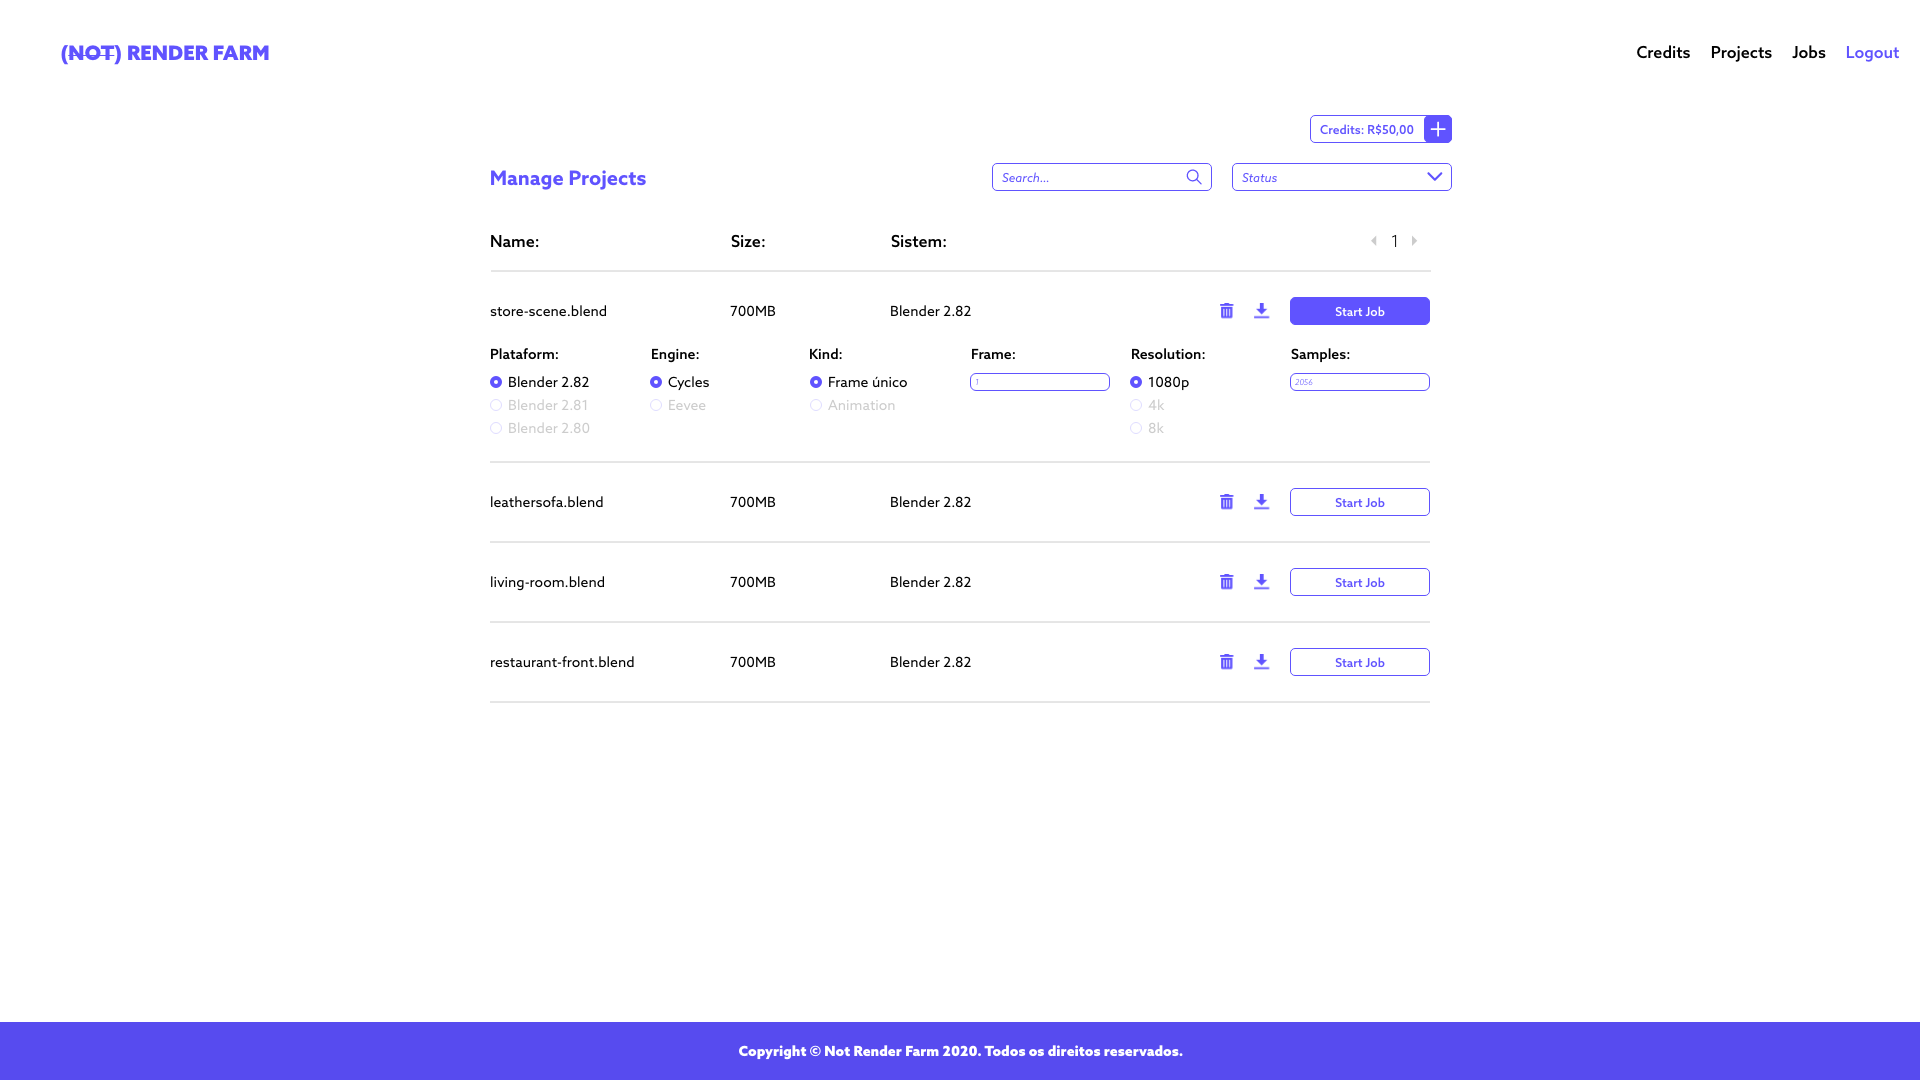 (NOT) RENDER FARM
Credits Projects Jobs Logout
Credits: R$50,00
Manage Projects
Search...
Status
Name: Size: Sistem: 1
store-scene.blend 700MB Blender 2.82 Start Job
Plataform: Engine: Kind: Frame: Resolution: Samples:
Blender 2.82 Cycles Frame único 1 1080p 2056
Blender 2.81 Eevee Animation 4k
Blender 2.80 8k
leathersofa.blend 700MB Blender 2.82 Start Job
living-room.blend 700MB Blender 2.82 Start Job
restaurant-front.blend 700MB Blender 2.82 Start Job
Copyright © Not Render Farm 2020. Todos os direitos reservados.